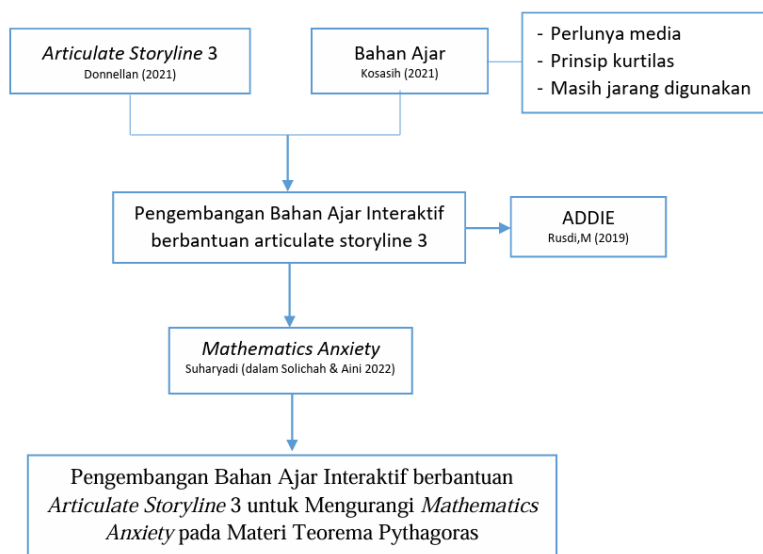 Articulate Storyline 3
Donnellan (2021)
Bahan Ajar
Kosasih (2021)
- Perlunya media
- Prinsip kurtilas
- Masih jarang digunakan
Pengembangan Bahan Ajar Interaktif
berbantuan articulate storyline 3
ADDIE
Rusdi,M (2019)
Mathematics Anxiety
Suharyadi (dalam Solichah & Aini 2022)
Pengembangan Bahan Ajar Interaktif berbantuan
Articulate Storyline 3 untuk Mengurangi Mathematics
Anxiety pada Materi Teorema Pythagoras